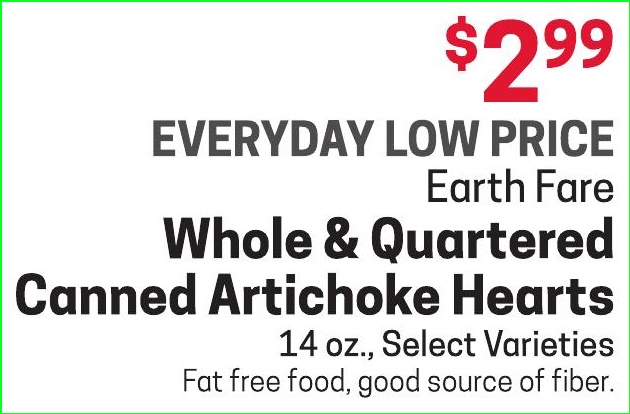 $2.99
EVERYDAY LOW PRICE
Earth Fare
Whole & Quartered
Canned Artichoke Hearts
14 oz., Select Varieties
Fat free food, good source of fiber.